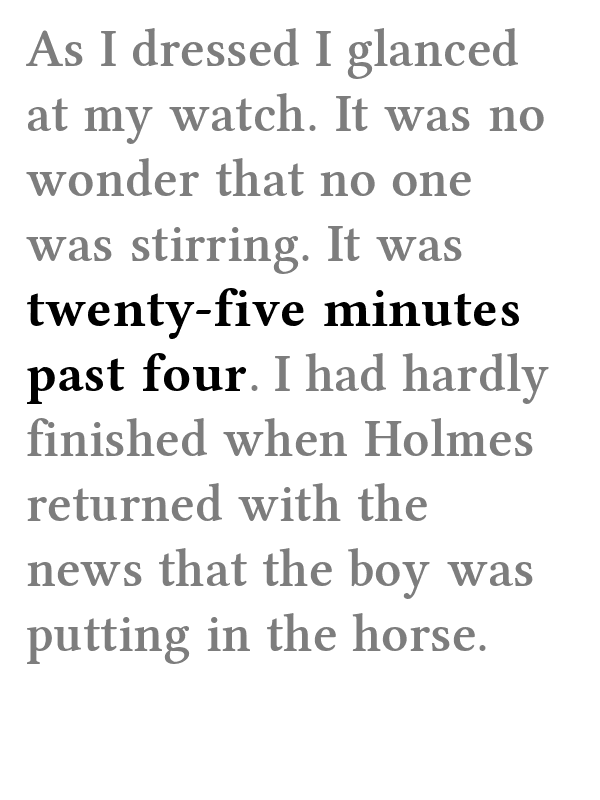 As I dressed I glanced
at my watch. It was no
wonder that no one
was stirring. It was
twenty-five minutes
past four. I had hardly
finished when Holmes
returned with the
news that the boy was
putting in the horse.